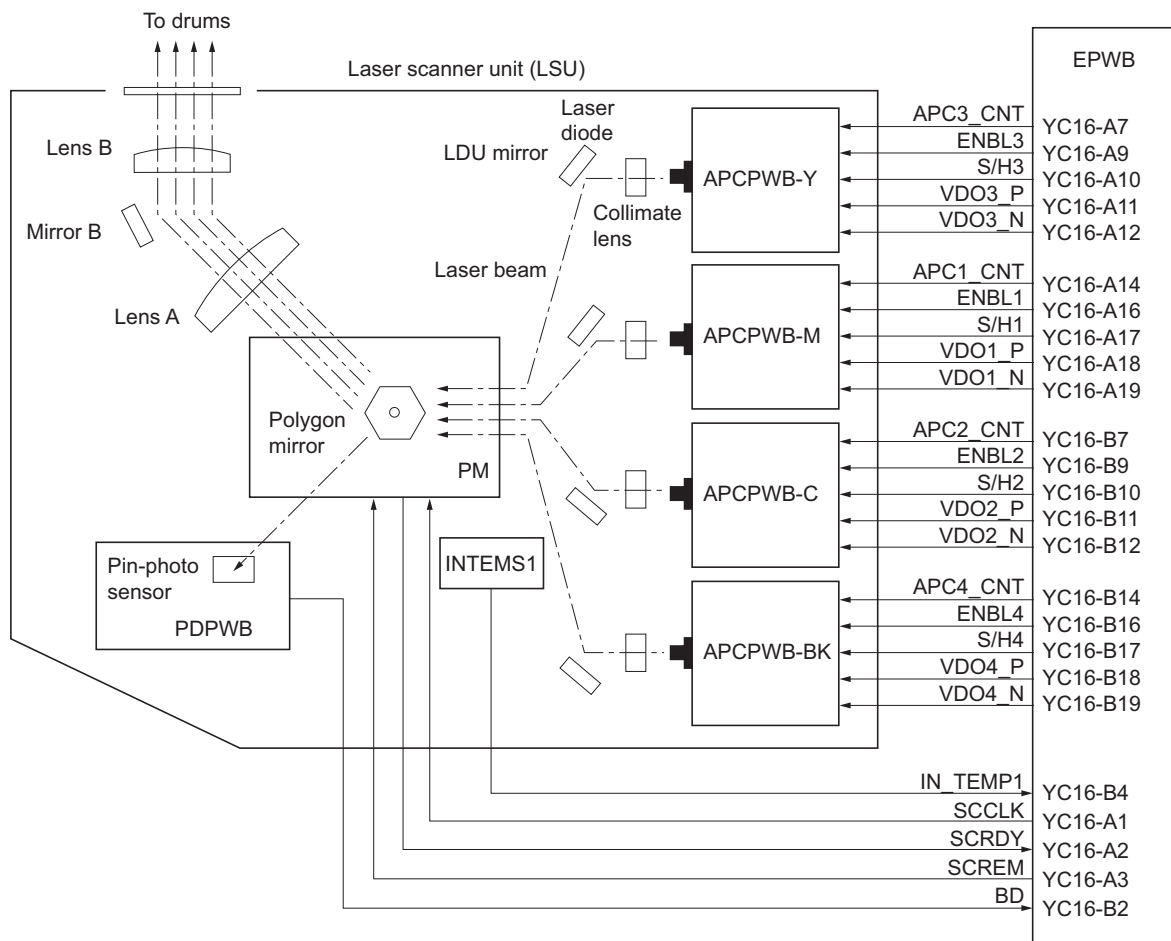 To drums
Laser scanner unit (LSU)
EPWB
Lens B
Mirror B
Lens A
LDU mirror
Laser
diode
Collimate
lens
Laser beam
Polygon
mirror
PM
Pin-photo
sensor
PDPWB
INTEMS1
APCPWB-Y
APC3_CNT YC16-A7
ENBL3 YC16-A9
S/H3 YC16-A10
VDO3_P YC16-A11
VDO3_N YC16-A12
APCPWB-M
APC1_CNT YC16-A14
ENBL1 YC16-A16
S/H1 YC16-A17
VDO1_P YC16-A18
VDO1_N YC16-A19
APCPWB-C
APC2_CNT YC16-B7
ENBL2 YC16-B9
S/H2 YC16-B10
VDO2_P YC16-B11
VDO2_N YC16-B12
APCPWB-BK
APC4_CNT YC16-B14
ENBL4 YC16-B16
S/H4 YC16-B17
VDO4_P YC16-B18
VDO4_N YC16-B19
IN_TEMP1 YC16-B4
SCCLK YC16-A1
SCRDY YC16-A2
SCREM YC16-A3
BD YC16-B2